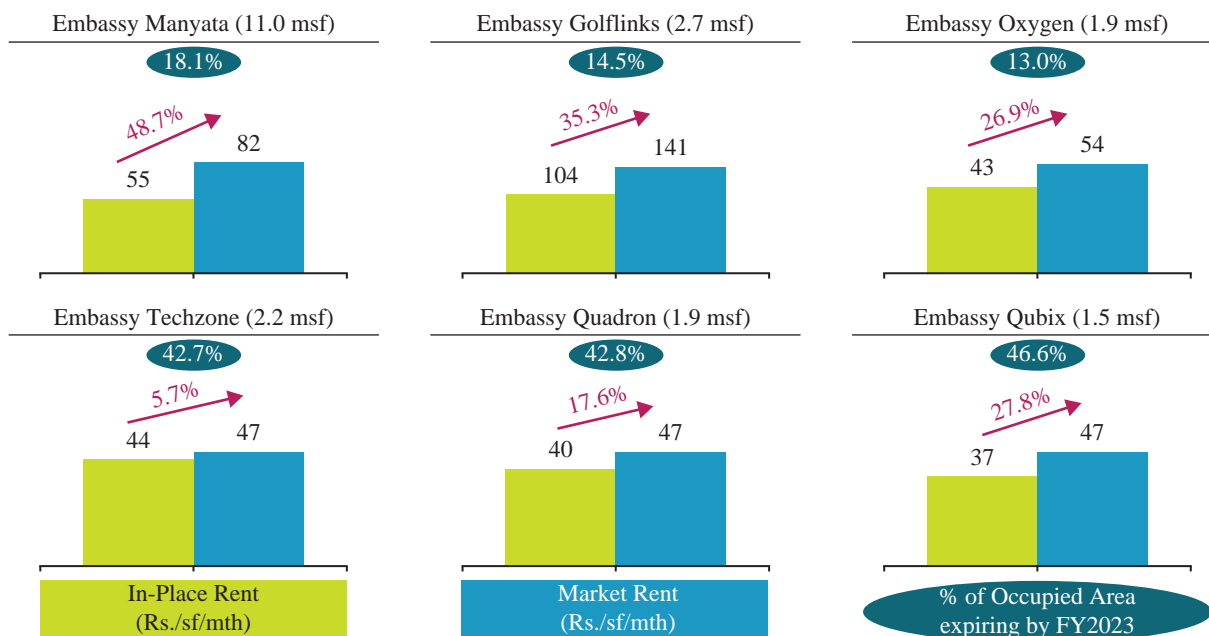 Embassy Manyata (11.0 msf)
18.1%
48.7%
55
82
Embassy Golflinks (2.7 msf)
14.5%
35.3%
104
141
Embassy Oxygen (1.9 msf)
13.0%
26.9%
43
54
Embassy Techzone (2.2 msf)
42.7%
5.7%
44
47
Embassy Quadron (1.9 msf)
42.8%
17.6%
40
47
Embassy Qubix (1.5 msf)
46.6%
27.8%
37
47
In-Place Rent
(Rs./sf/mth)
Market Rent
(Rs./sf/mth)
% of Occupied Area
expiring by FY2023